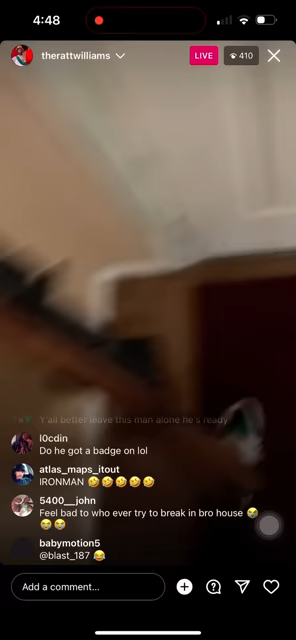 4:48
therattwilliams
LIVE
410
Y'all better leave this man alone he's ready
l0cdin
Do he got a badge on lol
atlas_maps_itout
IRONMAN 🤣🤣🤣🤣🤣
5400__john
Feel bad to who ever try to break in bro house 😭
😭😭
babymotion5
@blast_187 😂
Add a comment...